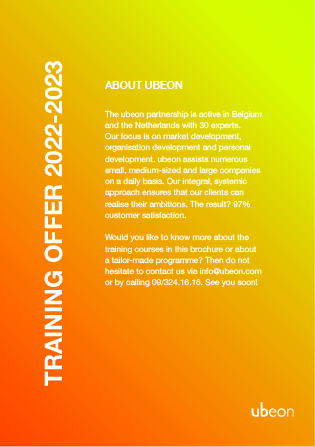 TRAINING OFFER 2022-2023
ABOUT UBEON
The ubeon partnership is active in Belgium
and the Netherlands with 30 experts.
Our focus is on market development,
organisation development and personal
development. ubeon assists numerous
small, medium-sized and large companies
on a daily basis. Our integral, systemic
approach ensures that our clients can
realise their ambitions. The result? 97%
customer satisfaction.
Would you like to know more about the
training courses in this brochure or about
a tailor-made programme? Then do not
hesitate to contact us via info@ubeon.com
or by calling 09/324.16.16. See you soon!
ubeon